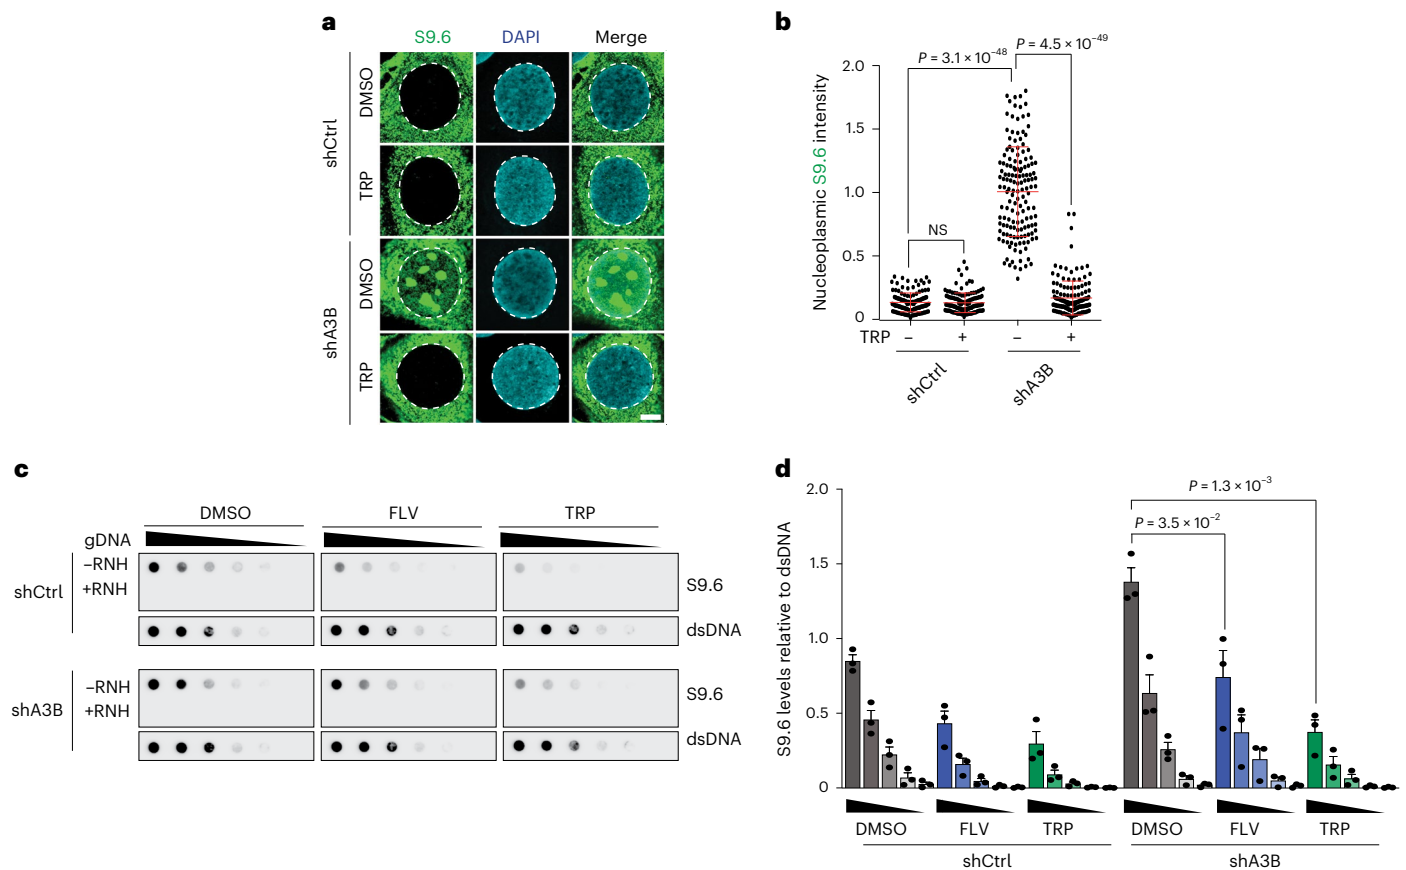 a
S9.6 DAPI Merge
shCtrl
DMSO
TRP
shA3B
DMSO
TRP
b
Nucleoplasmic S9.6 intensity
P = 3.1 × 10⁻⁴⁸
P = 4.5 × 10⁻⁴⁹
NS
2.0
1.5
1.0
0.5
0
TRP – + – +
shCtrl shA3B
c
DMSO FLV TRP
gDNA
shCtrl
–RNH
+RNH
S9.6
dsDNA
shA3B
–RNH
+RNH
S9.6
dsDNA
d
S9.6 levels relative to dsDNA
P = 1.3 × 10⁻³
P = 3.5 × 10⁻²
2.0
1.5
1.0
0.5
0
DMSO FLV TRP DMSO FLV TRP
shCtrl shA3B